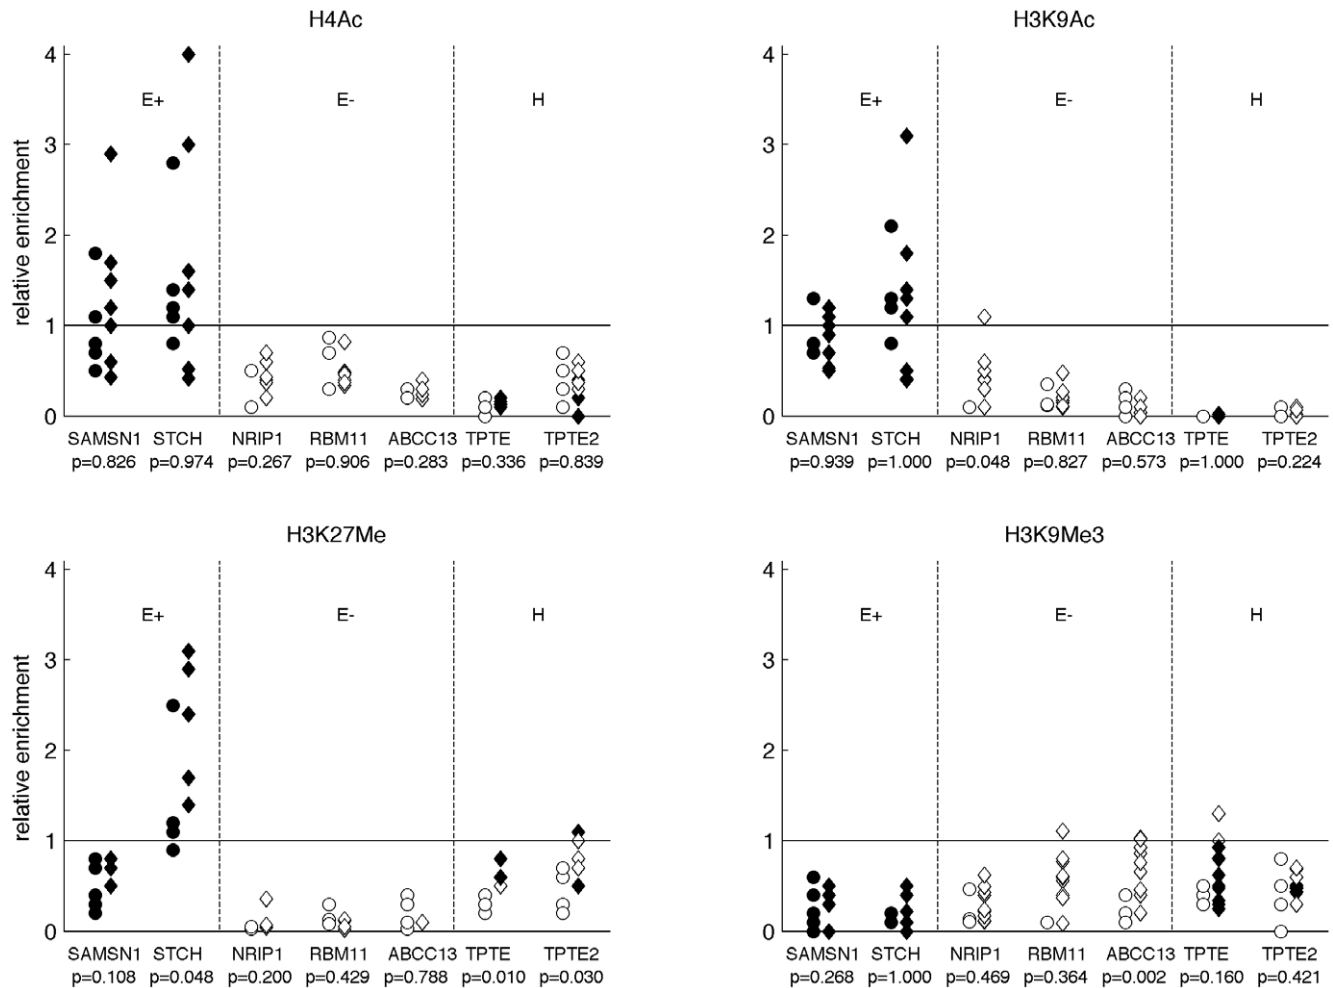 H4Ac
relative enrichment
4
3
2
1
0
E+ E- H
SAMSN1 STCH NRIP1 RBM11 ABCC13 TPTE TPTE2
p=0.826 p=0.974 p=0.267 p=0.906 p=0.283 p=0.336 p=0.839
H3K9Ac
4
3
2
1
0
E+ E- H
SAMSN1 STCH NRIP1 RBM11 ABCC13 TPTE TPTE2
p=0.939 p=1.000 p=0.048 p=0.827 p=0.573 p=1.000 p=0.224
H3K27Me
relative enrichment
4
3
2
1
0
E+ E- H
SAMSN1 STCH NRIP1 RBM11 ABCC13 TPTE TPTE2
p=0.108 p=0.048 p=0.200 p=0.429 p=0.788 p=0.010 p=0.030
H3K9Me3
4
3
2
1
0
E+ E- H
SAMSN1 STCH NRIP1 RBM11 ABCC13 TPTE TPTE2
p=0.268 p=1.000 p=0.469 p=0.364 p=0.002 p=0.160 p=0.421